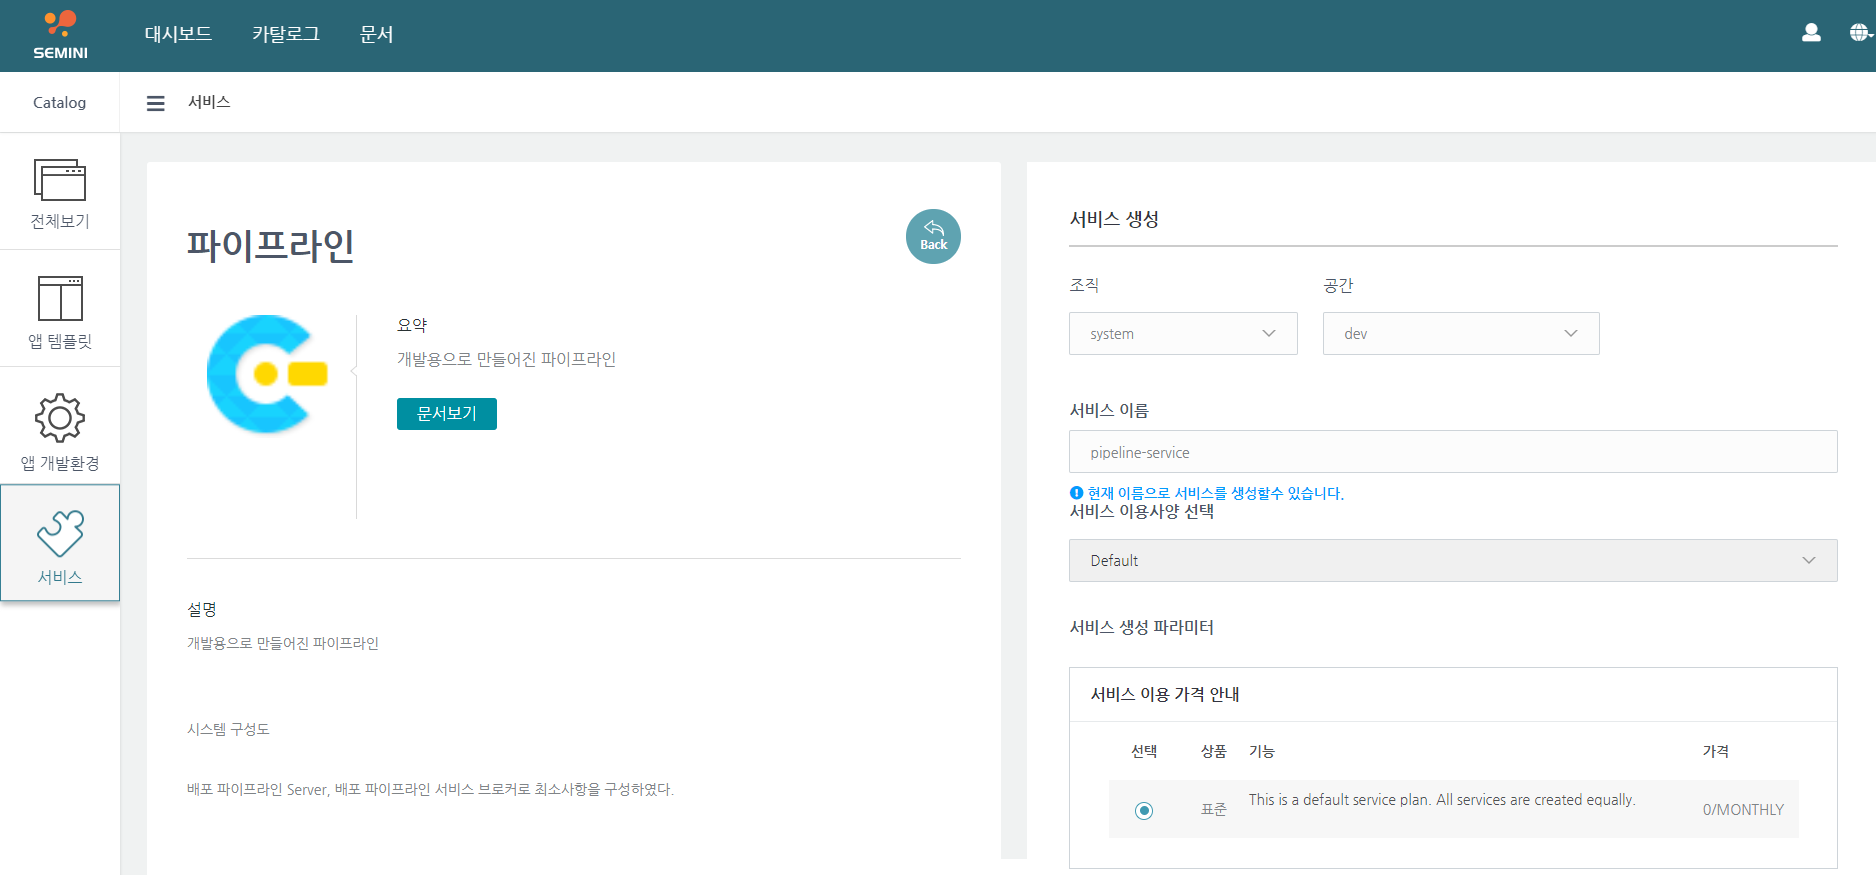 SEMINI
대시보드 카탈로그 문서
Catalog
서비스
전체보기
앱 템플릿
앱 개발환경
서비스
파이프라인
Back
요약
개발용으로 만들어진 파이프라인
문서보기
설명
개발용으로 만들어진 파이프라인
시스템 구성도
배포 파이프라인 Server, 배포 파이프라인 서비스 브로커로 최소사항을 구성하였다.
서비스 생성
조직 공간
system dev
서비스 이름
pipeline-service
현재 이름으로 서비스를 생성할수 있습니다.
서비스 이용사양 선택
Default
서비스 생성 파라미터
서비스 이용 가격 안내
선택 상품 기능 가격
표준 This is a default service plan. All services are created equally. 0/MONTHLY